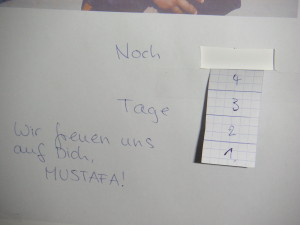 Noch
4
Tage
3
2
1
Wir freuen uns
auf Dich,
MUSTAFA!